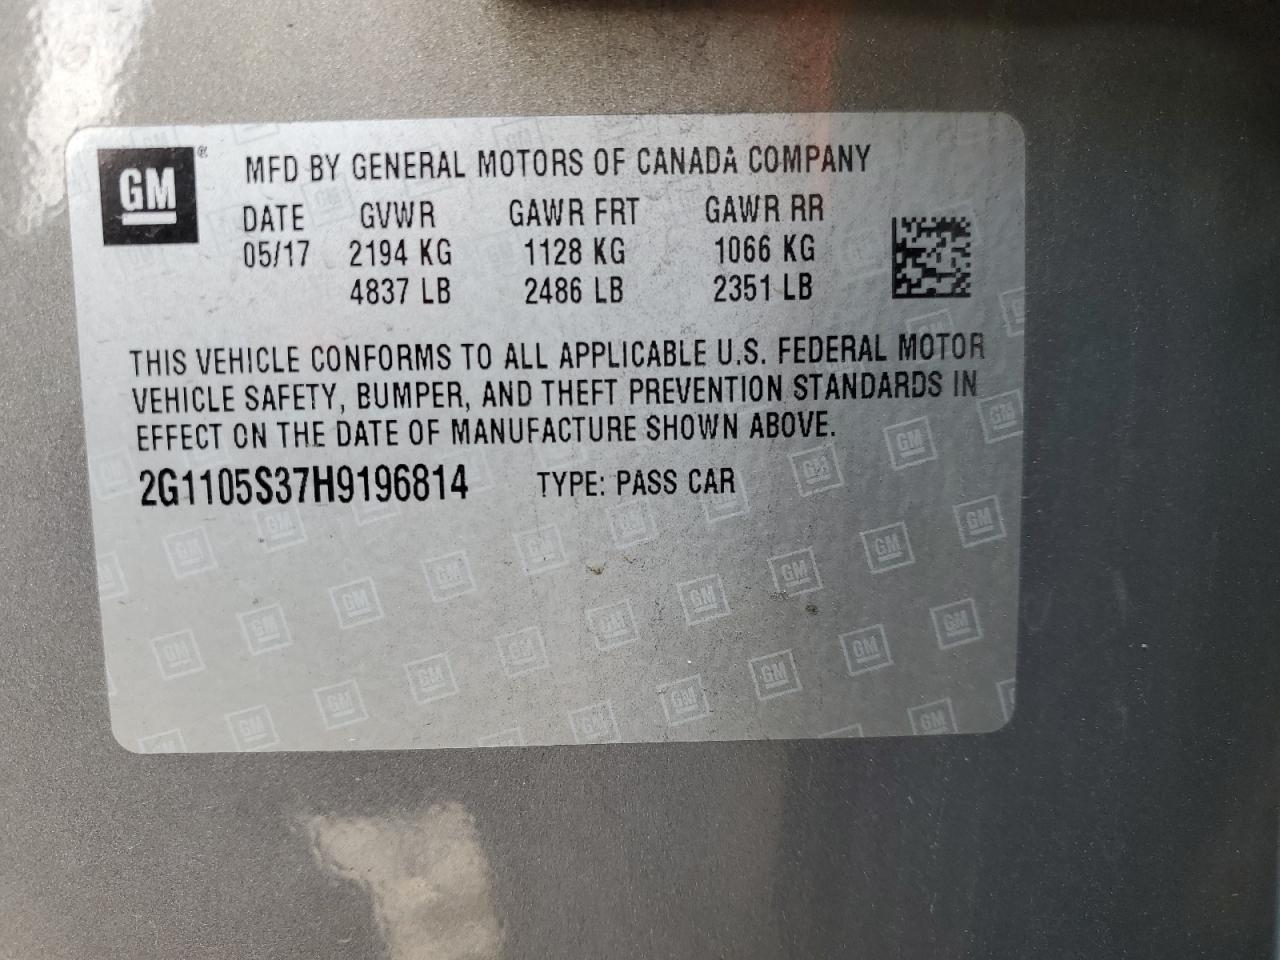 GM®
MFD BY GENERAL MOTORS OF CANADA COMPANY
DATE GVWR GAWR FRT GAWR RR
05/17 2194 KG 1128 KG 1066 KG
4837 LB 2486 LB 2351 LB
THIS VEHICLE CONFORMS TO ALL APPLICABLE U.S. FEDERAL MOTOR
VEHICLE SAFETY, BUMPER, AND THEFT PREVENTION STANDARDS IN
EFFECT ON THE DATE OF MANUFACTURE SHOWN ABOVE.
2G1105S37H9196814 TYPE: PASS CAR